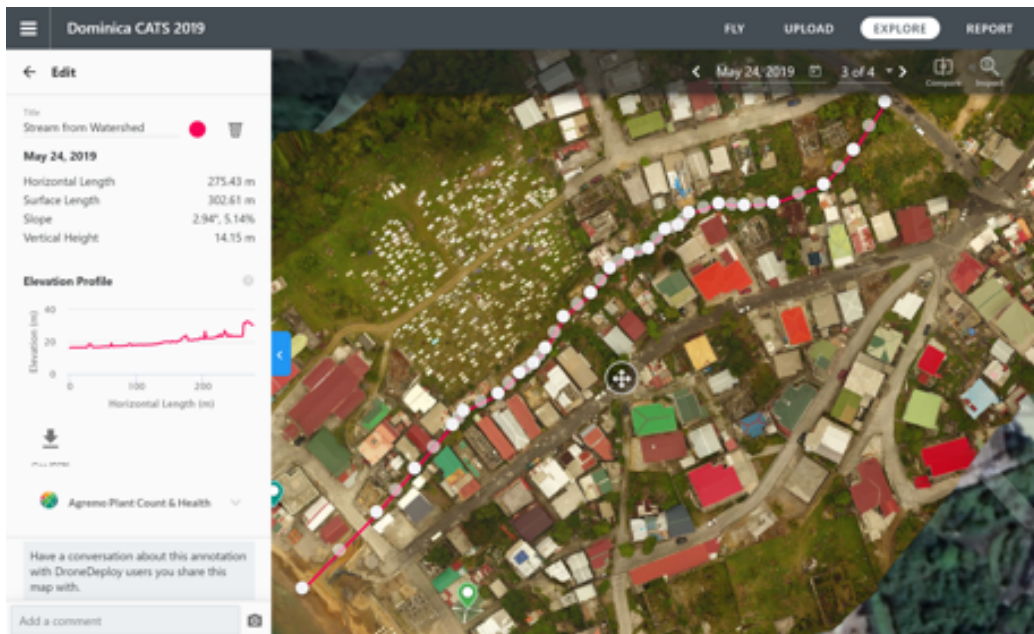 Dominica CATS 2019
FLY
UPLOAD
EXPLORE
REPORT
Edit
May 24, 2019
3 of 4
Compare
Inspect
Title
Stream from Watershed
May 24, 2019
Horizontal Length 275.43 m
Surface Length 302.61 m
Slope 2.94°, 5.14%
Vertical Height 14.15 m
Elevation Profile
Elevation (m)
40
20
0
0 100 200
Horizontal Length (m)
Agremo Plant Count & Health
Have a conversation about this annotation
with DroneDeploy users you share this
map with.
Add a comment